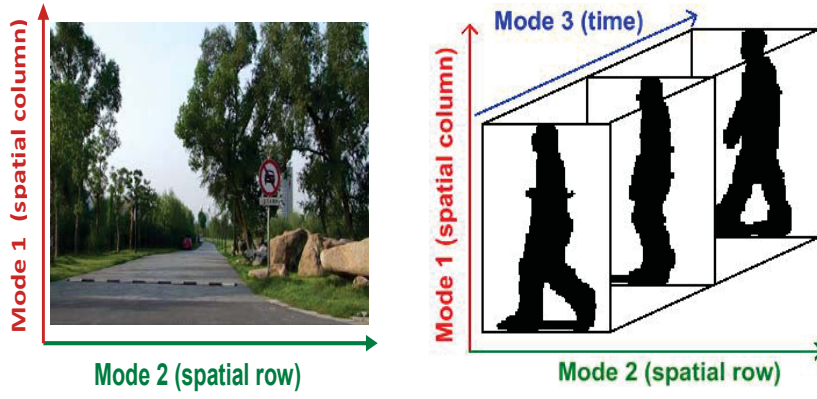 Mode 1 (spatial column)
Mode 2 (spatial row)
Mode 3 (time)
Mode 1 (spatial column)
Mode 2 (spatial row)